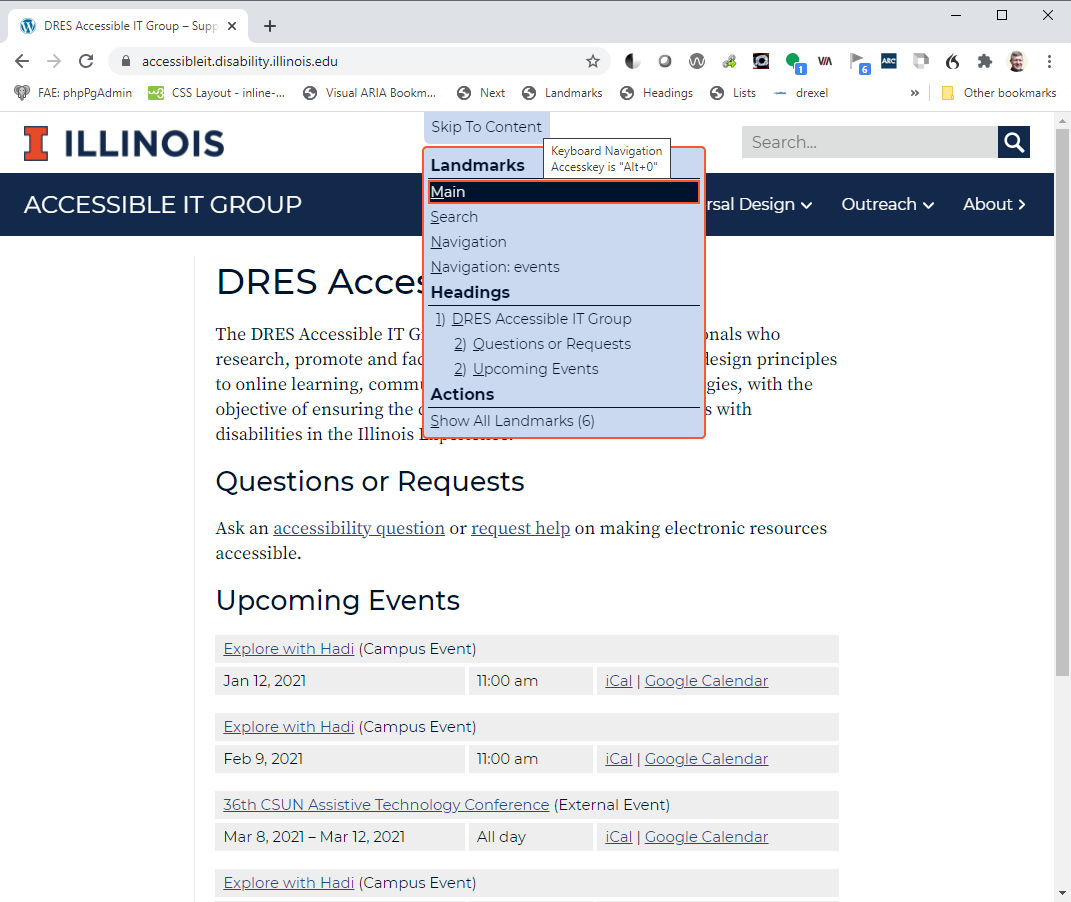 DRES Accessible IT Group – Supp
accessibleit.disability.illinois.edu
1
VIA
6
ARC
FAE: phpPgAdmin
CSS Layout - inline-...
Visual ARIA Bookm...
Next
Landmarks
Headings
Lists
drexel
»
Other bookmarks
I ILLINOIS
Skip To Content
Search...
Keyboard Navigation
Accesskey is "Alt+0"
Landmarks
Main
Search
Navigation
Navigation: events
Headings
1) DRES Accessible IT Group
2) Questions or Requests
2) Upcoming Events
Actions
Show All Landmarks (6)
ACCESSIBLE IT GROUP
rsal Design
Outreach
About
DRES Acces
The DRES Accessible IT G
onals who
research, promote and fac
design principles
to online learning, commu
gies, with the
objective of ensuring the
s with
disabilities in the Illinois Experience.
Questions or Requests
Ask an accessibility question or request help on making electronic resources
accessible.
Upcoming Events
Explore with Hadi (Campus Event)
Jan 12, 2021 11:00 am iCal | Google Calendar
Explore with Hadi (Campus Event)
Feb 9, 2021 11:00 am iCal | Google Calendar
36th CSUN Assistive Technology Conference (External Event)
Mar 8, 2021 – Mar 12, 2021 All day iCal | Google Calendar
Explore with Hadi (Campus Event)